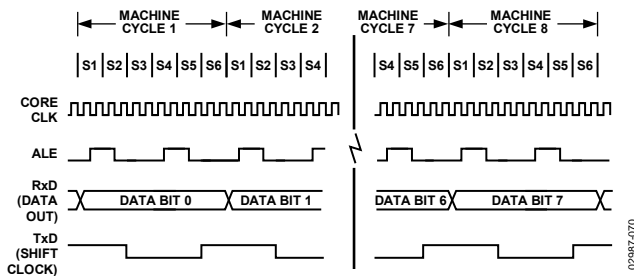 MACHINE CYCLE 1
MACHINE CYCLE 2
MACHINE CYCLE 7
MACHINE CYCLE 8
S1 S2 S3 S4 S5 S6 S1 S2 S3 S4 S4 S5 S6 S1 S2 S3 S4 S5 S6
CORE CLK
ALE
RxD (DATA OUT)
DATA BIT 0 DATA BIT 1 DATA BIT 6 DATA BIT 7
TxD (SHIFT CLOCK)
02987-070